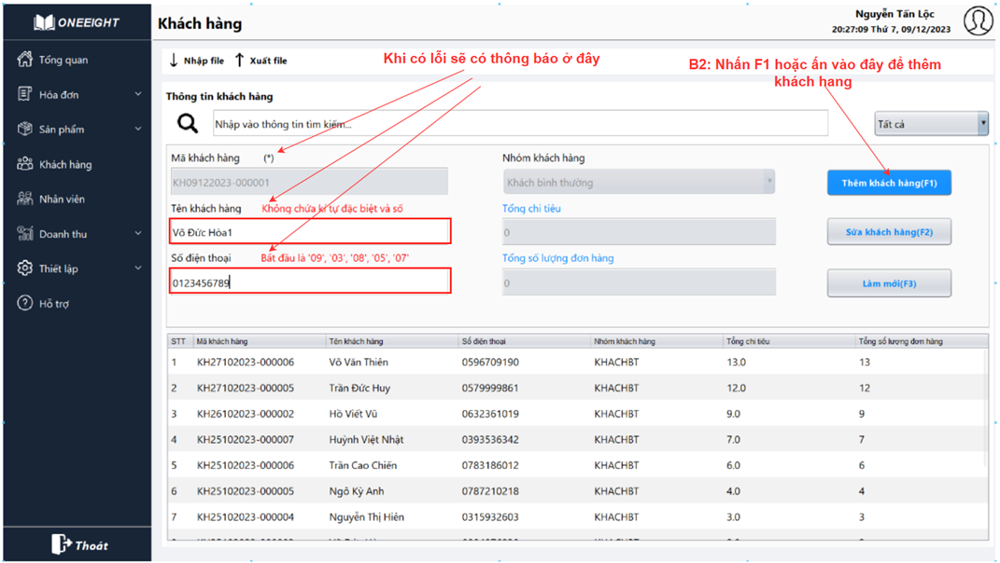 ONEEIGHT
Khách hàng
Nguyễn Tấn Lộc
20:27:09 Thứ 7, 09/12/2023
Tổng quan
Hóa đơn
Sản phẩm
Khách hàng
Nhân viên
Doanh thu
Thiết lập
Hỗ trợ
Thoát
Nhập file Xuất file
Khi có lỗi sẽ có thông báo ở đây
B2: Nhấn F1 hoặc ấn vào đây để thêm
khách hang
Thông tin khách hàng
Nhập vào thông tin tìm kiếm...
Tất cả
Mã khách hàng (*)
KH09122023-000001
Tên khách hàng Không chứa kí tự đặc biệt và số
Võ Đức Hòa1
Số điện thoại Bắt đầu là '09', '03', '08', '05', '07'
0123456789
Nhóm khách hàng
Khách bình thường
Tổng chi tiêu
0
Tổng số lượng đơn hàng
0
Thêm khách hàng(F1)
Sửa khách hàng(F2)
Làm mới(F3)
STT Mã khách hàng Tên khách hàng Số điện thoại Nhóm khách hàng Tổng chi tiêu Tổng số lượng đơn hàng
1 KH27102023-000006 Võ Văn Thiên 0596709190 KHACHBT 13.0 13
2 KH27102023-000005 Trần Đức Huy 0579999861 KHACHBT 12.0 12
3 KH26102023-000002 Hồ Viết Vũ 0632361019 KHACHBT 9.0 9
4 KH25102023-000007 Huỳnh Việt Nhật 0393536342 KHACHBT 7.0 7
5 KH25102023-000006 Trần Cao Chiến 0783186012 KHACHBT 6.0 6
6 KH25102023-000005 Ngô Kỳ Anh 0787210218 KHACHBT 4.0 4
7 KH25102023-000004 Nguyễn Thị Hiên 0315932603 KHACHBT 3.0 3